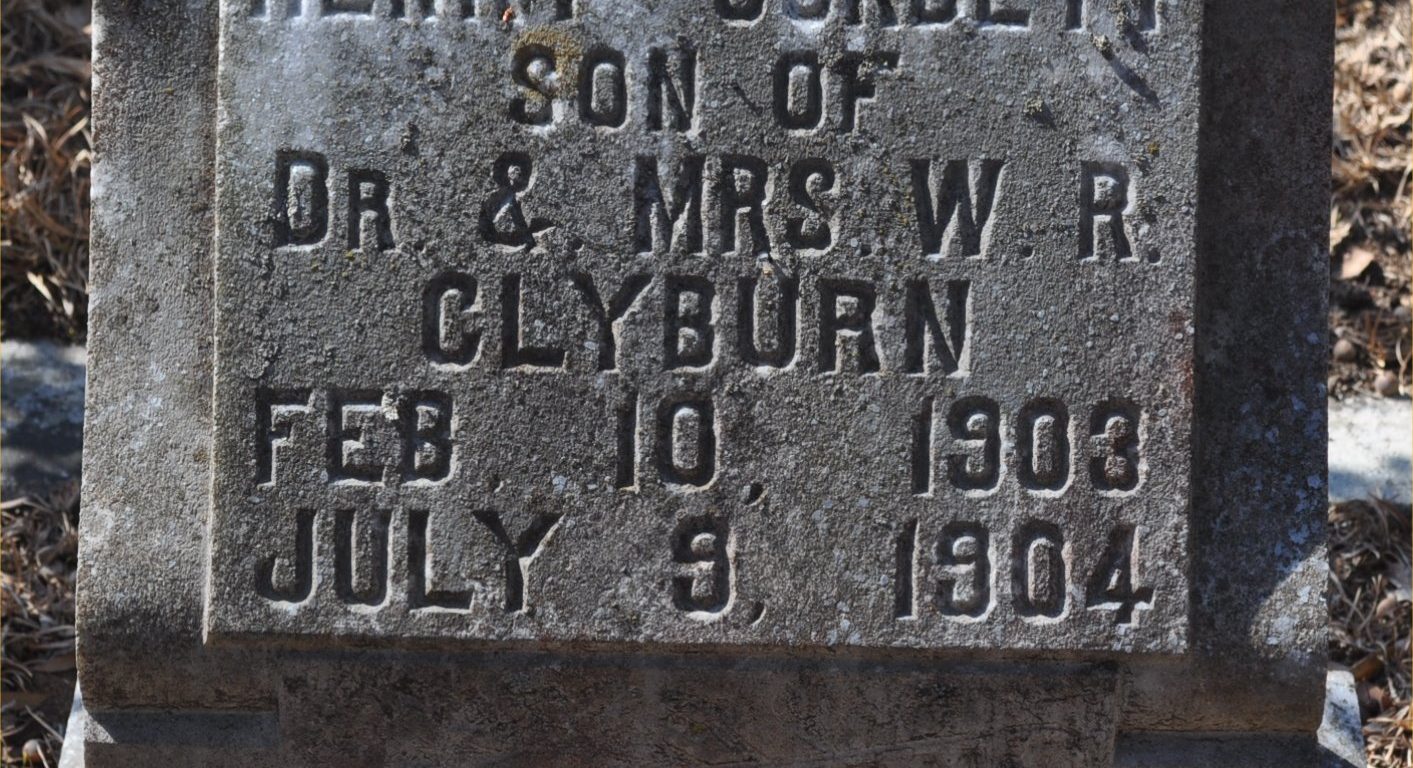 SON OF
DR. & MRS. W. R.
CLYBURN
FEB. 10, 1903
JULY 9, 1904